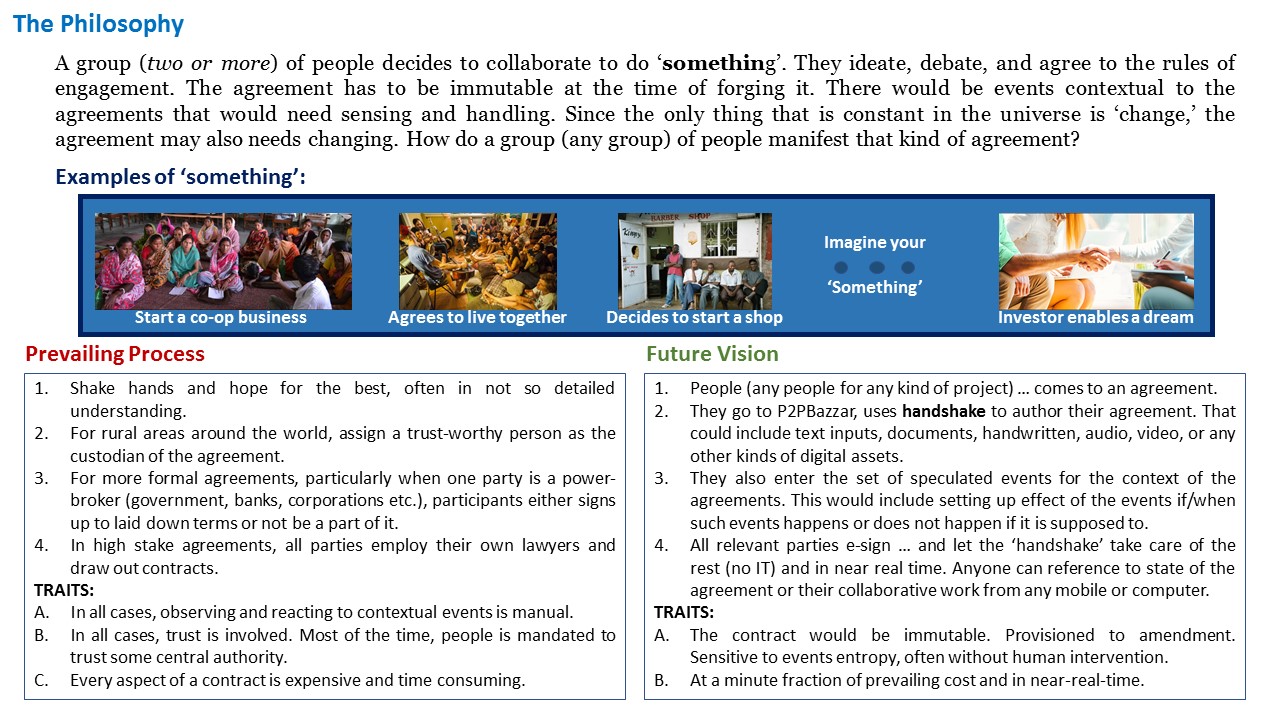 The Philosophy
A group (two or more) of people decides to collaborate to do ‘something’. They ideate, debate, and agree to the rules of
engagement. The agreement has to be immutable at the time of forging it. There would be events contextual to the
agreements that would need sensing and handling. Since the only thing that is constant in the universe is ‘change,’ the
agreement may also needs changing. How do a group (any group) of people manifest that kind of agreement?
Examples of ‘something’:
BARBER SHOP
Imagine your
‘Something’
Start a co-op business
Agrees to live together
Decides to start a shop
Investor enables a dream
Prevailing Process
1. Shake hands and hope for the best, often in not so detailed
understanding.
2. For rural areas around the world, assign a trust-worthy person as the
custodian of the agreement.
3. For more formal agreements, particularly when one party is a power-
broker (government, banks, corporations etc.), participants either signs
up to laid down terms or not be a part of it.
4. In high stake agreements, all parties employ their own lawyers and
draw out contracts.
TRAITS:
A. In all cases, observing and reacting to contextual events is manual.
B. In all cases, trust is involved. Most of the time, people is mandated to
trust some central authority.
C. Every aspect of a contract is expensive and time consuming.
Future Vision
1. People (any people for any kind of project) … comes to an agreement.
2. They go to P2PBazzar, uses handshake to author their agreement. That
could include text inputs, documents, handwritten, audio, video, or any
other kinds of digital assets.
3. They also enter the set of speculated events for the context of the
agreements. This would include setting up effect of the events if/when
such events happens or does not happen if it is supposed to.
4. All relevant parties e-sign … and let the ‘handshake’ take care of the
rest (no IT) and in near real time. Anyone can reference to state of the
agreement or their collaborative work from any mobile or computer.
TRAITS:
A. The contract would be immutable. Provisioned to amendment.
Sensitive to events entropy, often without human intervention.
B. At a minute fraction of prevailing cost and in near-real-time.